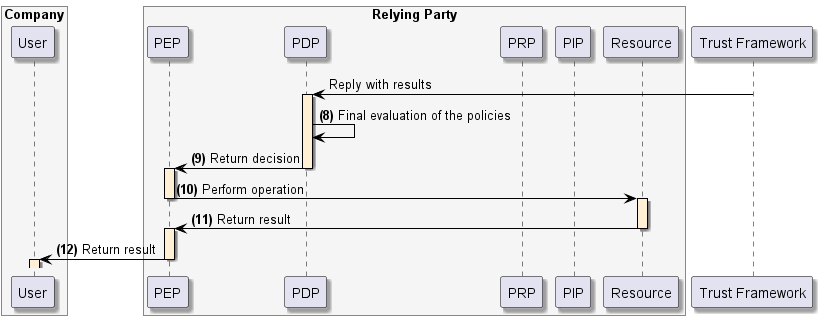 Company
Relying Party
User
PEP
PDP
PRP
PIP
Resource
Trust Framework
Reply with results
(8) Final evaluation of the policies
(9) Return decision
(10) Perform operation
(11) Return result
(12) Return result
User
PEP
PDP
PRP
PIP
Resource
Trust Framework